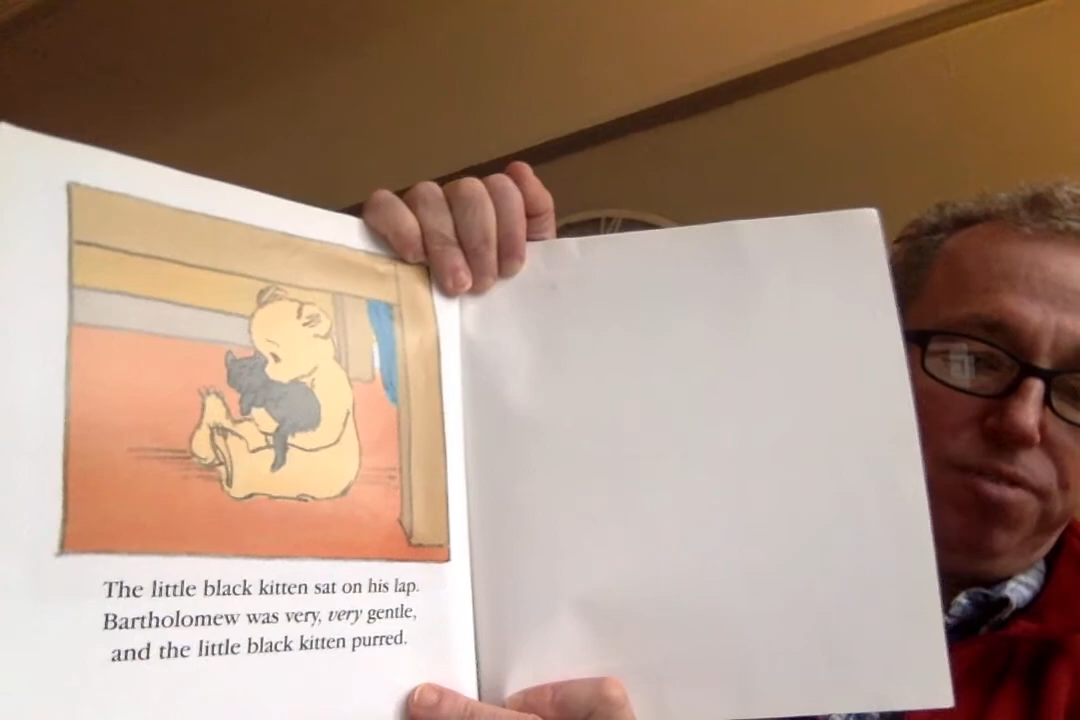 The little black kitten sat on his lap.
Bartholomew was very, very gentle,
and the little black kitten purred.